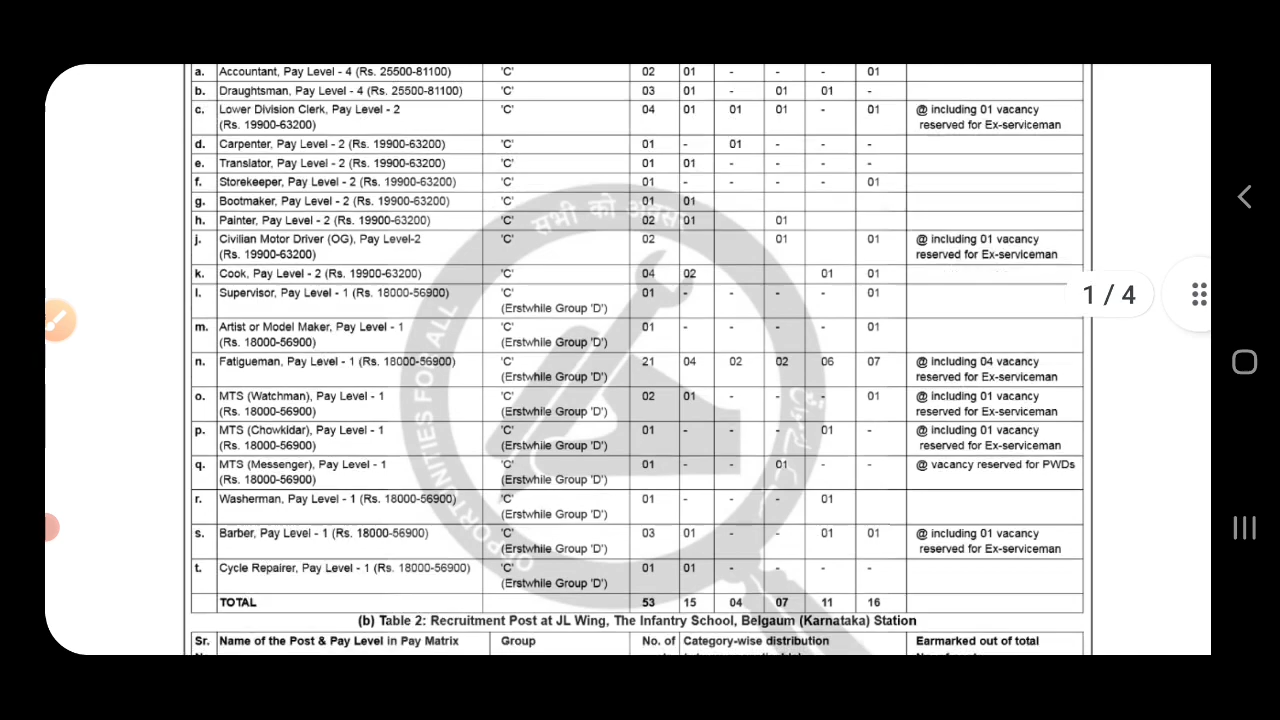 a. Accountant, Pay Level - 4 (Rs. 25500-81100) 'C' 02 01 - - - 01
b. Draughtsman, Pay Level - 4 (Rs. 25500-81100) 'C' 03 01 - 01 01 -
c. Lower Division Clerk, Pay Level - 2 'C' 04 01 01 01 - 01 @ including 01 vacancy
(Rs. 19900-63200) reserved for Ex-serviceman
d. Carpenter, Pay Level - 2 (Rs. 19900-63200) 'C' 01 - 01 - - -
e. Translator, Pay Level - 2 (Rs. 19900-63200) 'C' 01 01 - - - -
f. Storekeeper, Pay Level - 2 (Rs. 19900-63200) 'C' 01 - - - - 01
g. Bootmaker, Pay Level - 2 (Rs. 19900-63200) 'C' 01 01
h. Painter, Pay Level - 2 (Rs. 19900-63200) 'C' 02 01 01
j. Civilian Motor Driver (OG), Pay Level-2 'C' 02 01 01 @ including 01 vacancy
(Rs. 19900-63200) reserved for Ex-serviceman
k. Cook, Pay Level - 2 (Rs. 19900-63200) 'C' 04 02 01 01
l. Supervisor, Pay Level - 1 (Rs. 18000-56900) 'C' 01 - - - - 01
(Erstwhile Group 'D')
m. Artist or Model Maker, Pay Level - 1 'C' 01 - - - - 01
(Rs. 18000-56900) (Erstwhile Group 'D')
n. Fatigueman, Pay Level - 1 (Rs. 18000-56900) 'C' 21 04 02 02 06 07 @ including 04 vacancy
(Erstwhile Group 'D') reserved for Ex-serviceman
o. MTS (Watchman), Pay Level - 1 'C' 02 01 - - - 01 @ including 01 vacancy
(Rs. 18000-56900) (Erstwhile Group 'D') reserved for Ex-serviceman
p. MTS (Chowkidar), Pay Level - 1 'C' 01 - - - 01 - @ including 01 vacancy
(Rs. 18000-56900) (Erstwhile Group 'D') reserved for Ex-serviceman
q. MTS (Messenger), Pay Level - 1 'C' 01 - - 01 - - @ vacancy reserved for PWDs
(Rs. 18000-56900) (Erstwhile Group 'D')
r. Washerman, Pay Level - 1 (Rs. 18000-56900) 'C' 01 - - - 01
(Erstwhile Group 'D')
s. Barber, Pay Level - 1 (Rs. 18000-56900) 'C' 03 01 - - 01 01 @ including 01 vacancy
(Erstwhile Group 'D') reserved for Ex-serviceman
t. Cycle Repairer, Pay Level - 1 (Rs. 18000-56900) 'C' 01 01 - - - -
(Erstwhile Group 'D')
TOTAL 53 15 04 07 11 16
(b) Table 2: Recruitment Post at JL Wing, The Infantry School, Belgaum (Karnataka) Station
Sr. Name of the Post & Pay Level in Pay Matrix Group No. of Category-wise distribution Earmarked out of total
1 / 4
सभी को
OPPORTUNITIES FOR ALL